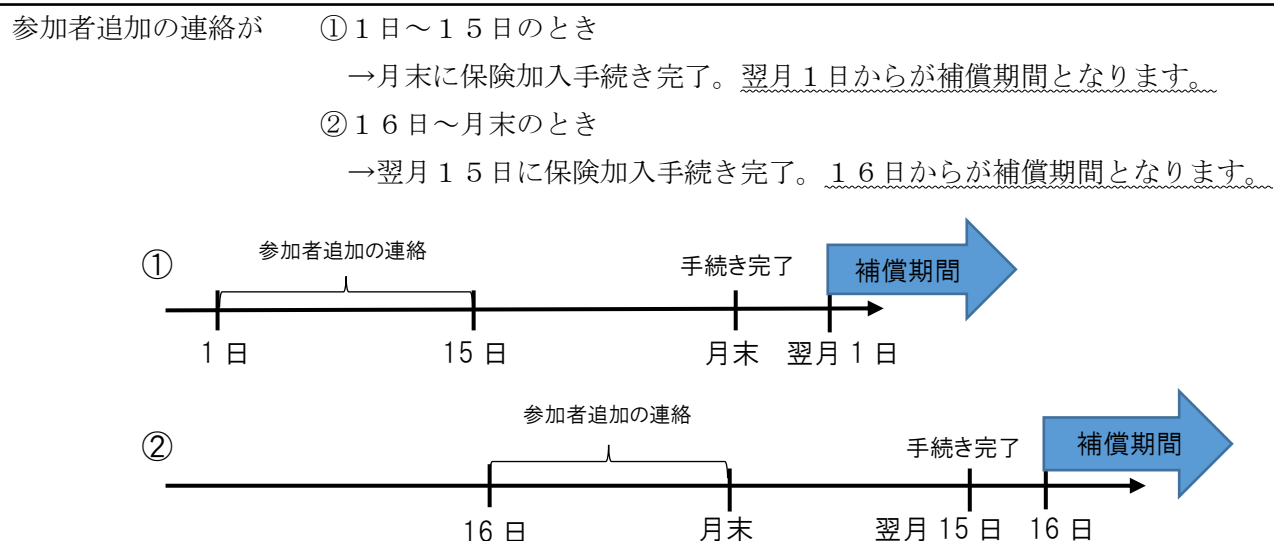 参加者追加の連絡が ①１日～１５日のとき
→月末に保険加入手続き完了。翌月１日からが補償期間となります。
②１６日～月末のとき
→翌月１５日に保険加入手続き完了。１６日からが補償期間となります。
① 参加者追加の連絡 手続き完了 補償期間
1 日 15 日 月末 翌月 1 日
② 参加者追加の連絡 手続き完了 補償期間
16 日 月末 翌月 15 日 16 日